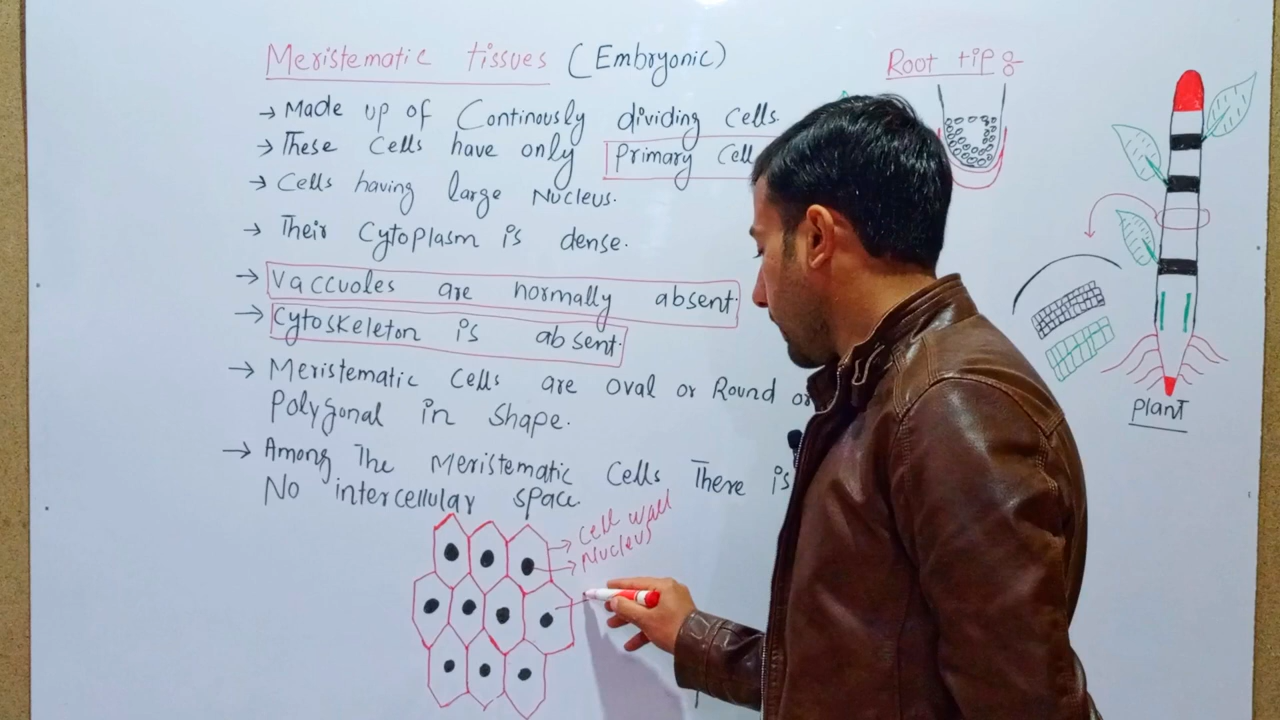 Meristematic tissues (Embryonic)
→ Made up of Continously dividing Cells.
→ These Cells have only Primary Cell
→ Cells having large Nucleus.
→ Their Cytoplasm is dense.
→ Vaccuoles are normally absent.
→ Cytoskeleton is absent.
→ Meristematic Cells are oval or Round or
Polygonal in Shape.
→ Among The Meristematic Cells There is
No intercellular space.
→ Cell wall
→ Nucleus
Root tip :-
Plant